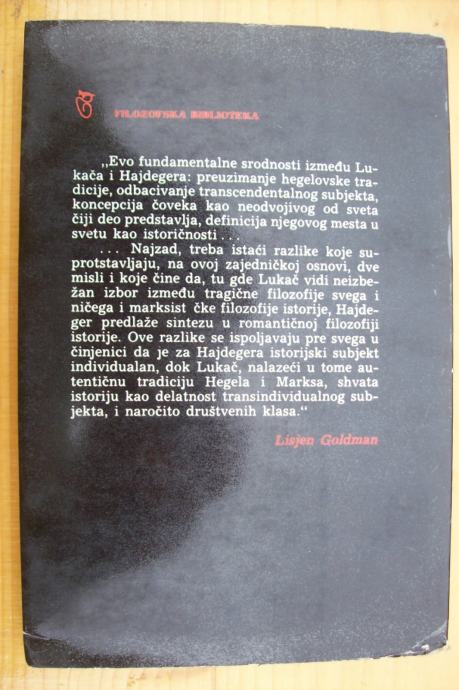 FILOZOFSKA BIBLIOTEKA
„Evo fundamentalne srodnosti između Lu-
kača i Hajdegera: preuzimanje hegelovske tra-
dicije, odbacivanje transcendentalnog subjekta,
koncepcija čoveka kao neodvojivog od sveta
čiji deo predstavlja, definicija njegovog mesta u
svetu kao istoričnosti . . .
. . . Najzad, treba istaći razlike koje su-
protstavljaju, na ovoj zajedničkoj osnovi, dve
misli i koje čine da, tu gde Lukač vidi neizbe-
žan izbor između tragične filozofije svega i
ničega i marksist čke filozofije istorije, Hajde-
ger predlaže sintezu u romantičnoj filozofiji
istorije. Ove razlike se ispoljavaju pre svega u
činjenici da je za Hajdegera istorijski subjekt
individualan, dok Lukač, nalazeći u tome au-
tentičnu tradiciju Hegela i Marksa, shvata
istoriju kao delatnost transindividualnog sub-
jekta, i naročito društvenih klasa.“
Lisjen Goldman